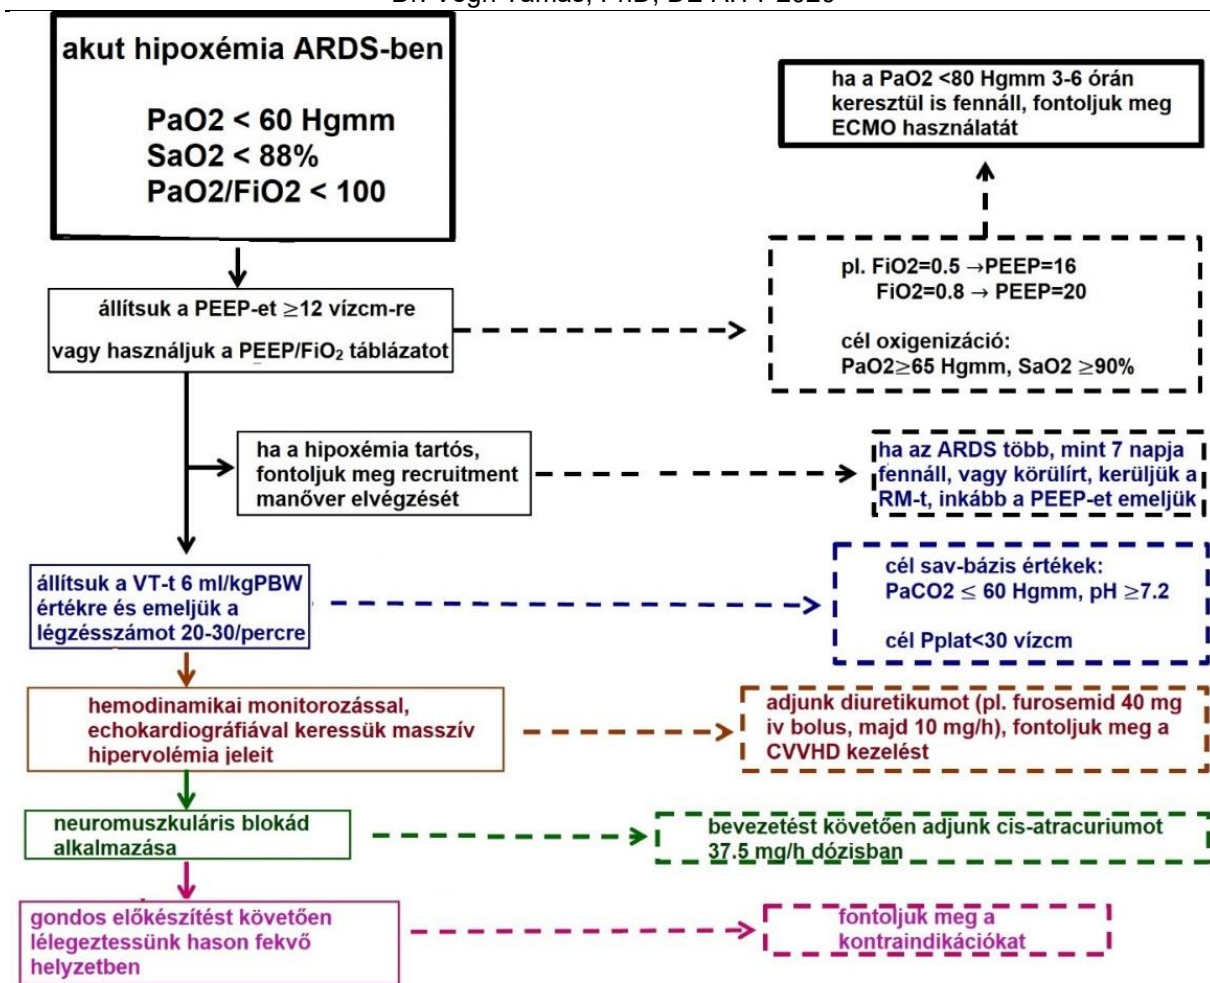 Dr. Végh Tamás, PhD, DE AITT 2020
akut hipoxémia ARDS-ben
PaO2 < 60 Hgmm
SaO2 < 88%
PaO2/FiO2 < 100
ha a PaO2 <80 Hgmm 3-6 órán
keresztül is fennáll, fontoljuk meg
ECMO használatát
állítsuk a PEEP-et ≥12 vízcm-re
vagy használjuk a PEEP/FiO₂ táblázatot
pl. FiO2=0.5 →PEEP=16
FiO2=0.8 → PEEP=20
cél oxigenizáció:
PaO2≥65 Hgmm, SaO2 ≥90%
ha a hipoxémia tartós,
fontoljuk meg recruitment
manőver elvégzését
ha az ARDS több, mint 7 napja
fennáll, vagy körülírt, kerüljük a
RM-t, inkább a PEEP-et emeljük
állítsuk a VT-t 6 ml/kgPBW
értékre és emeljük a
légzésszámot 20-30/percre
cél sav-bázis értékek:
PaCO2 ≤ 60 Hgmm, pH ≥7.2
cél Pplat<30 vízcm
hemodinamikai monitorozással,
echokardiográfiával keressük masszív
hipervolémia jeleit
adjunk diuretikumot (pl. furosemid 40 mg
iv bolus, majd 10 mg/h), fontoljuk meg a
CVVHD kezelést
neuromuszkuláris blokád
alkalmazása
bevezetést követően adjunk cis-atracuriumot
37.5 mg/h dózisban
gondos előkészítést követően
lélegeztessünk hason fekvő
helyzetben
fontoljuk meg a
kontraindikációkat